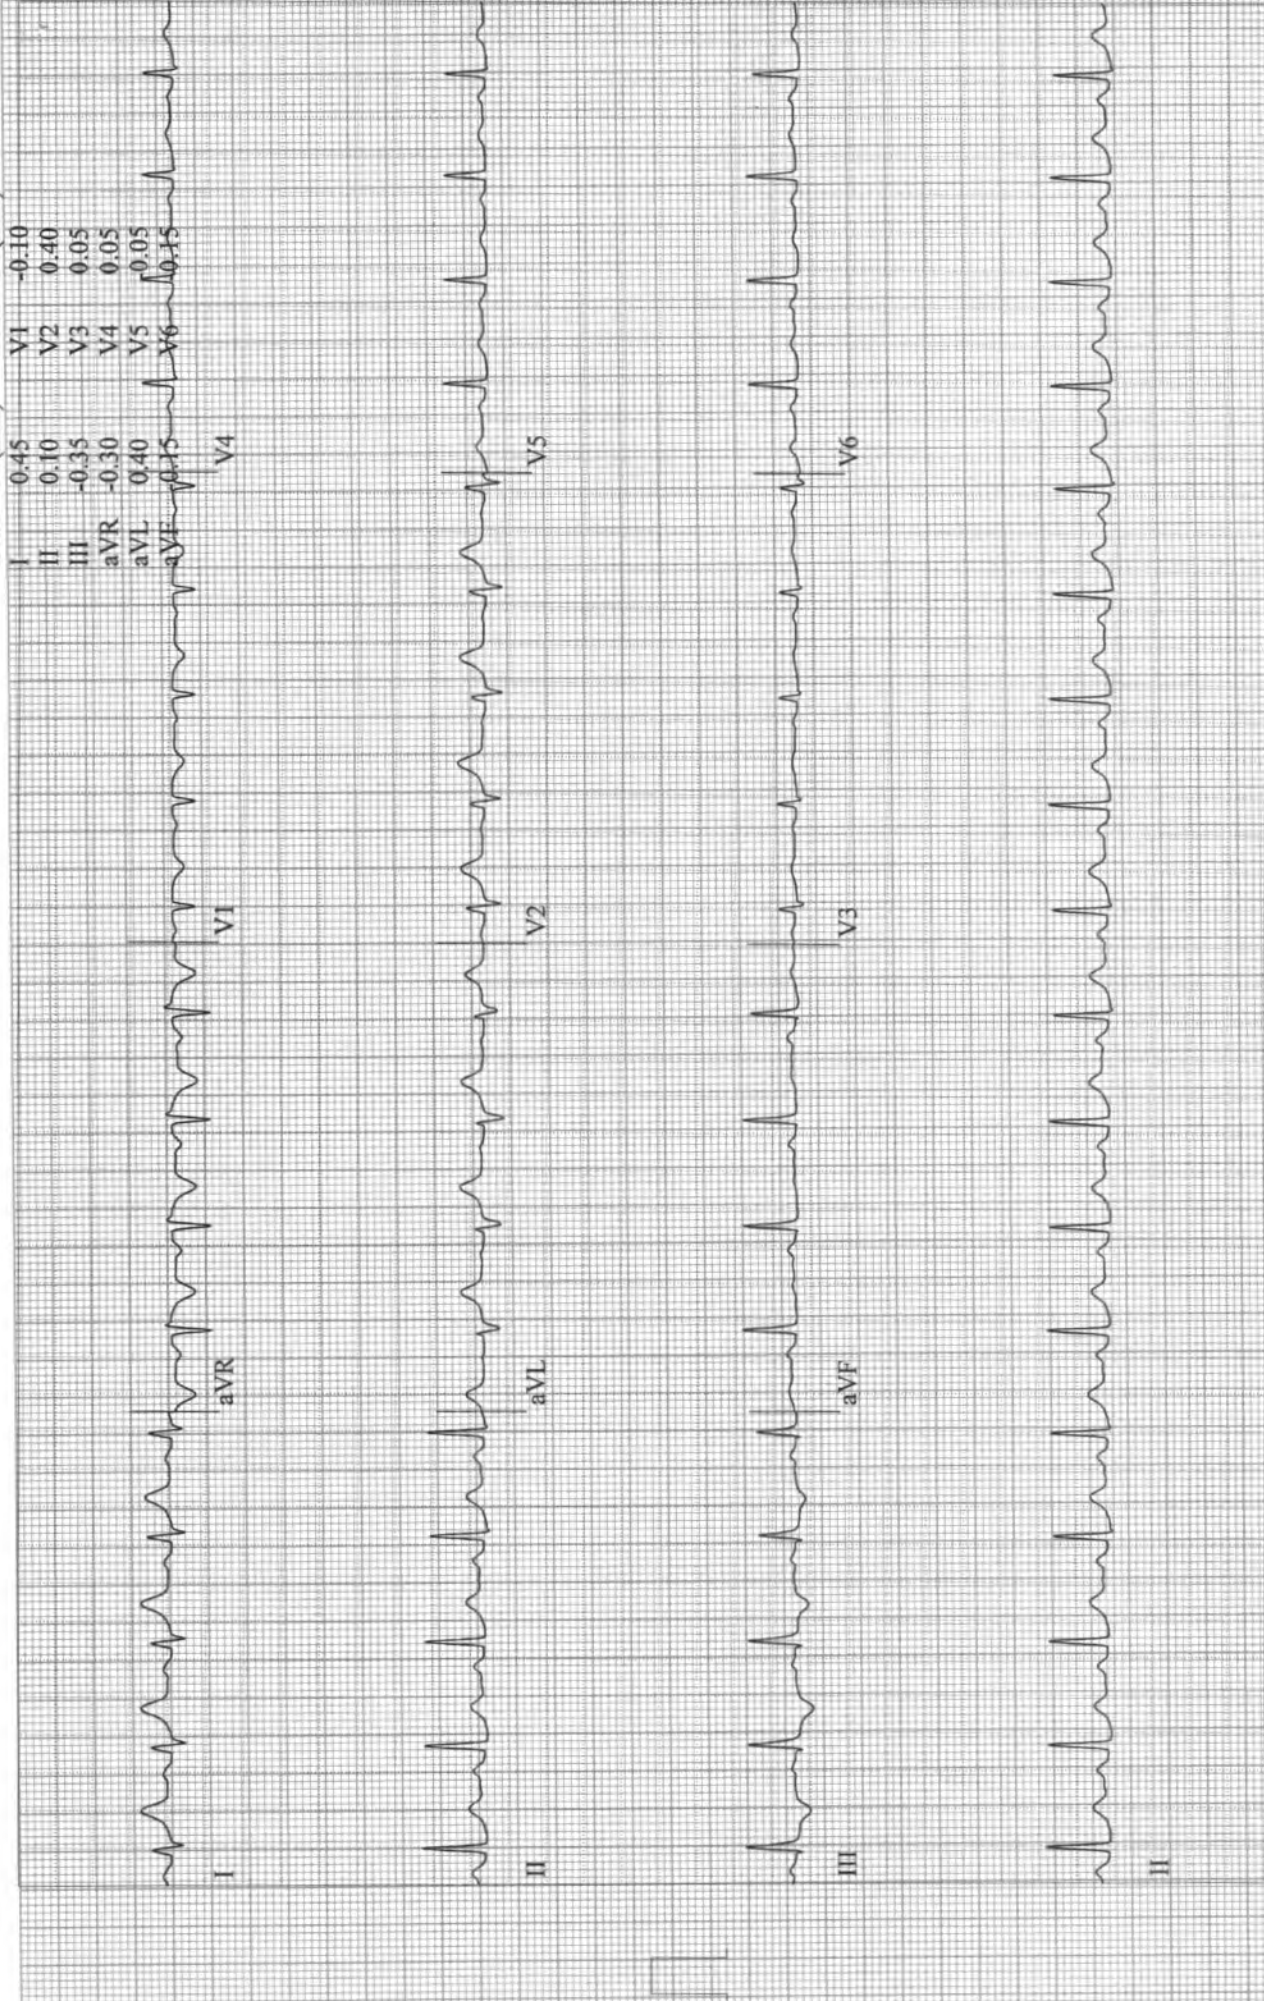 I 0.45 V1 -0.10
II 0.10 V2 0.40
III -0.35 V3 0.05
aVR -0.30 V4 0.05
aVL 0.40 V5 0.05
aVF -0.15 V6
I aVR V1 V4
II aVL V2 V5
III aVF V3 V6
II